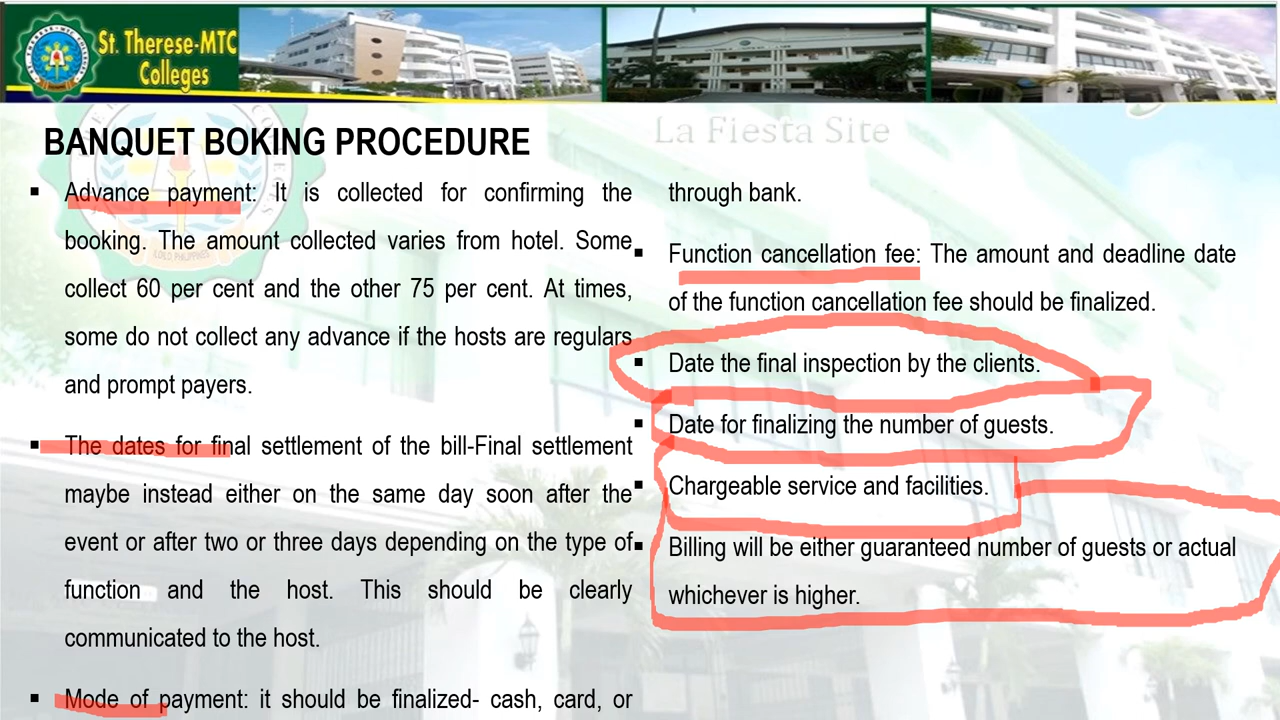 St. Therese-MTC
Colleges
La Fiesta Site
BANQUET BOKING PROCEDURE
▪ Advance payment: It is collected for confirming the
booking. The amount collected varies from hotel. Some
collect 60 per cent and the other 75 per cent. At times,
some do not collect any advance if the hosts are regulars
and prompt payers.
▪ The dates for final settlement of the bill-Final settlement
maybe instead either on the same day soon after the
event or after two or three days depending on the type of
function and the host. This should be clearly
communicated to the host.
▪ Mode of payment: it should be finalized- cash, card, or
through bank.
▪ Function cancellation fee: The amount and deadline date
of the function cancellation fee should be finalized.
▪ Date the final inspection by the clients.
▪ Date for finalizing the number of guests.
▪ Chargeable service and facilities.
▪ Billing will be either guaranteed number of guests or actual
whichever is higher.